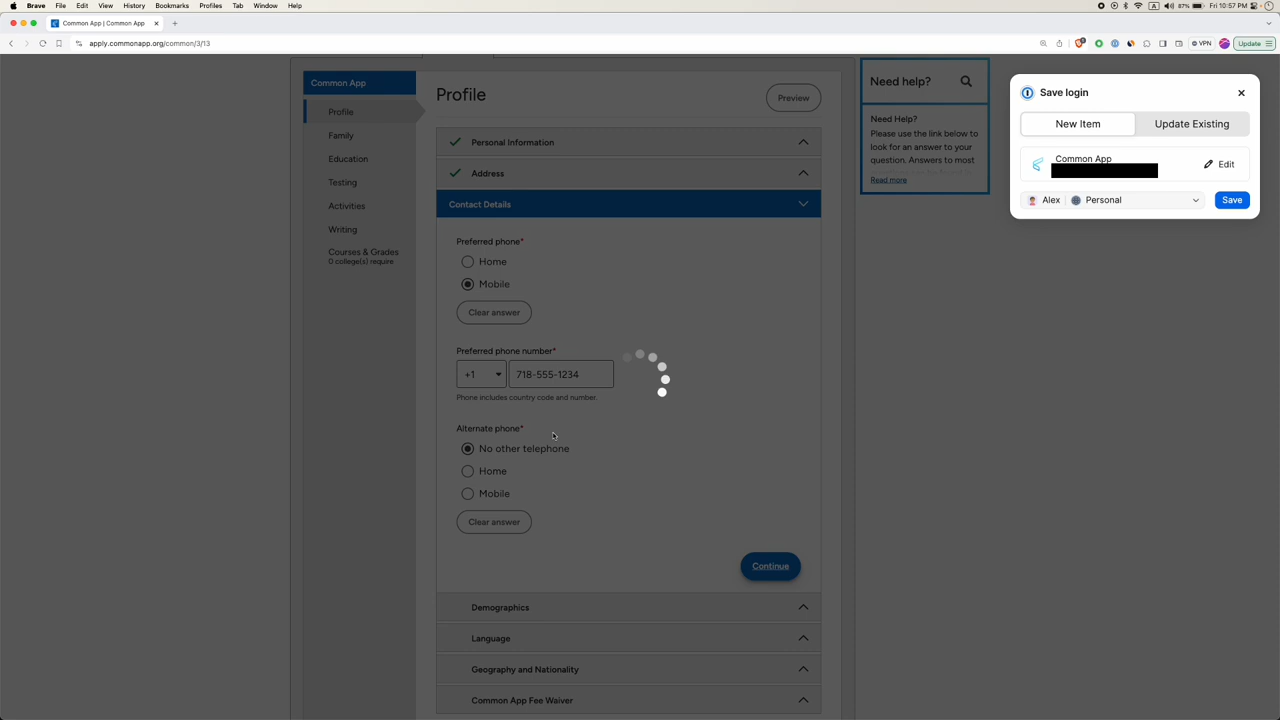 Brave File Edit View History Bookmarks Profiles Tab Window Help
A 87% Fri 10:57 PM
Common App | Common App
apply.commonapp.org/common/3/13
VPN
Update
Common App
Profile
Family
Education
Testing
Activities
Writing
Courses & Grades
0 college(s) require
Profile
Preview
Personal Information
Address
Contact Details
Preferred phone*
Home
Mobile
Clear answer
Preferred phone number*
+1 718-555-1234
Phone includes country code and number.
Alternate phone*
No other telephone
Home
Mobile
Clear answer
Continue
Demographics
Language
Geography and Nationality
Common App Fee Waiver
Need help?
Need Help?
Please use the link below to
look for an answer to your
question. Answers to most
Read more
Save login
New Item Update Existing
Common App
Edit
Alex Personal
Save